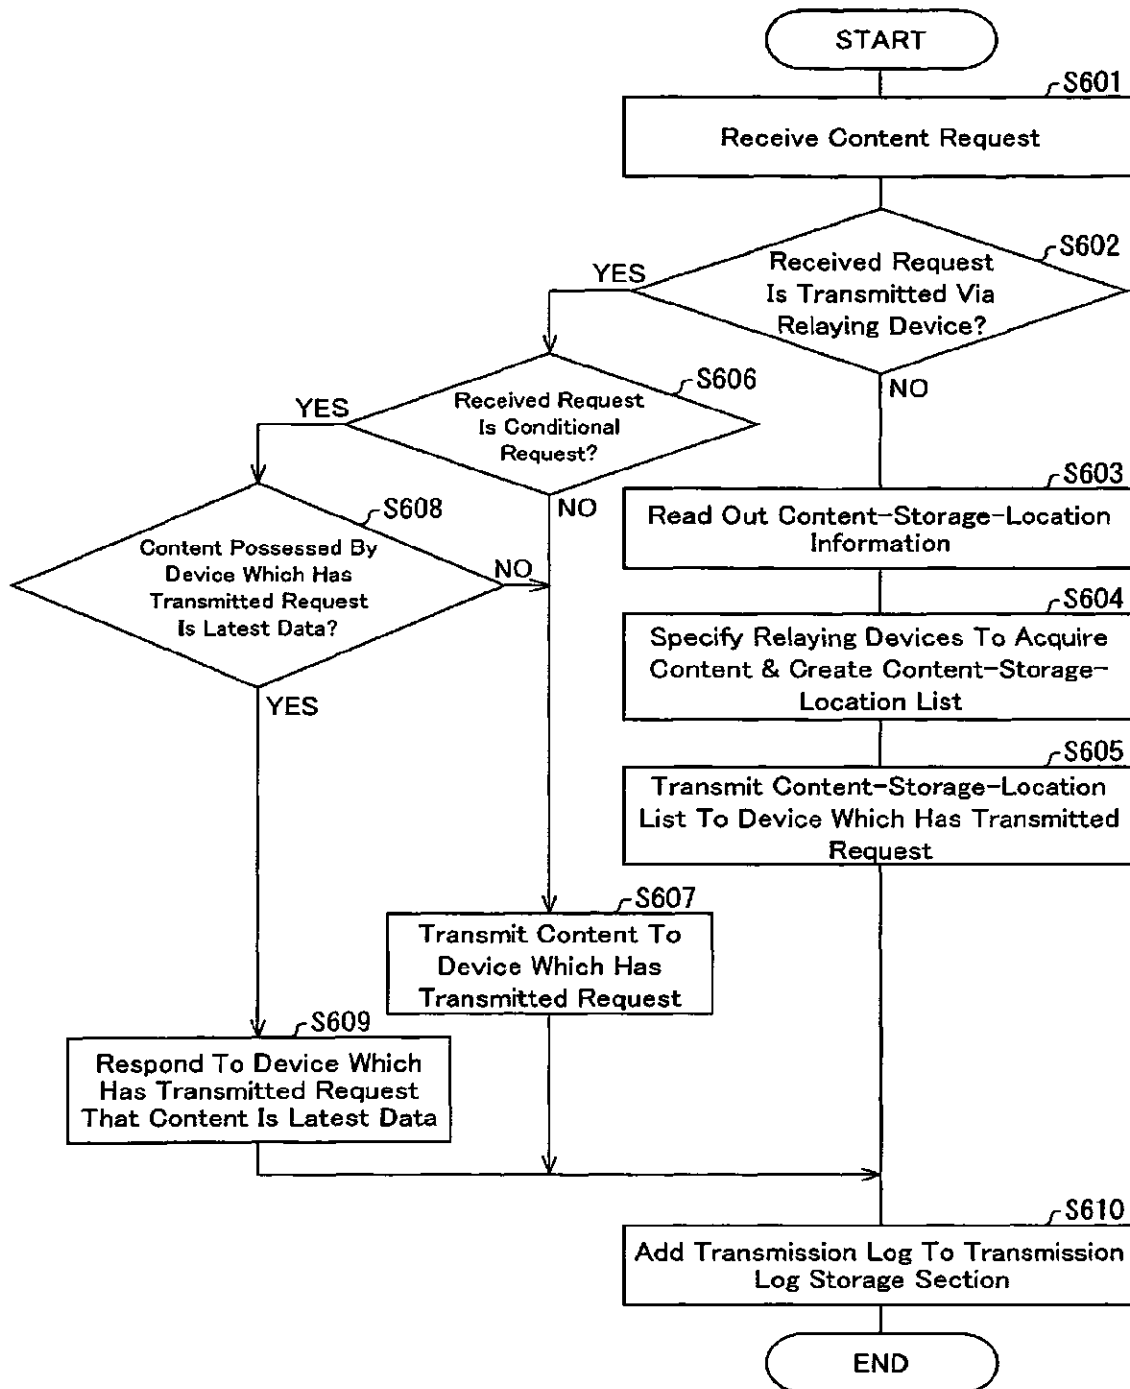 START
S601
Receive Content Request
S602
Received Request
Is Transmitted Via
Relaying Device?
YES
NO
S606
Received Request
Is Conditional
Request?
YES
NO
S608
Content Possessed By
Device Which Has
Transmitted Request
Is Latest Data?
NO
YES
S603
Read Out Content-Storage-Location
Information
S604
Specify Relaying Devices To Acquire
Content & Create Content-Storage-
Location List
S605
Transmit Content-Storage-Location
List To Device Which Has Transmitted
Request
S607
Transmit Content To
Device Which Has
Transmitted Request
S609
Respond To Device Which
Has Transmitted Request
That Content Is Latest Data
S610
Add Transmission Log To Transmission
Log Storage Section
END